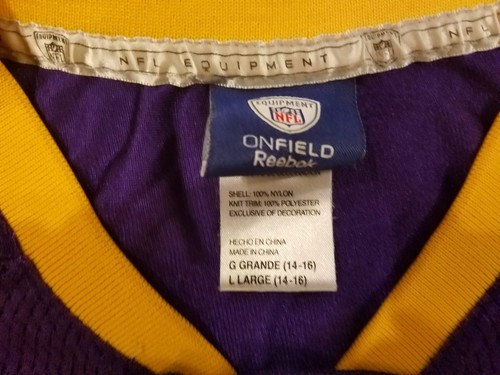 NFL EQUIPMENT
NFL
EQUIPMENT
NFL
ONFIELD
Reebok
SHELL: 100% NYLON
KNIT TRIM: 100% POLYESTER
EXCLUSIVE OF DECORATION
HECHO EN CHINA
MADE IN CHINA
G GRANDE (14-16)
L LARGE (14-16)